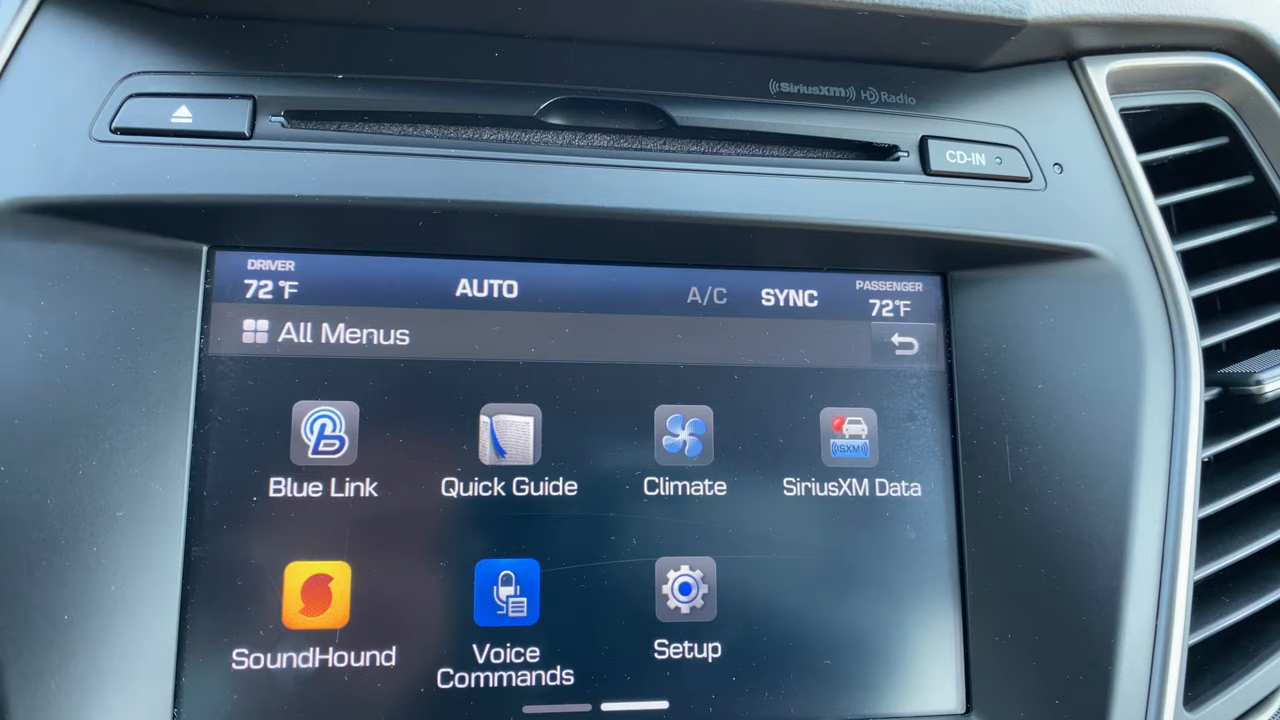 SiriusXM HD Radio
CD-IN
DRIVER
72°F
AUTO
A/C
SYNC
PASSENGER
72°F
All Menus
Blue Link
Quick Guide
Climate
SXM
SiriusXM Data
SoundHound
Voice
Commands
Setup